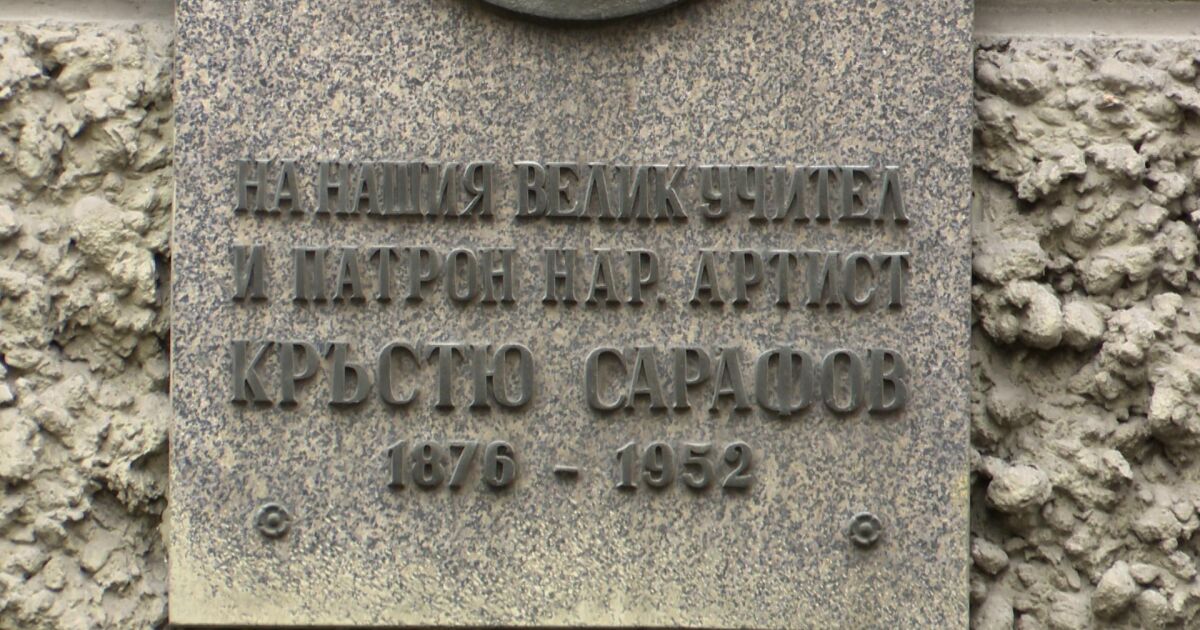 НА НАШИЯ ВЕЛИК УЧИТЕЛ
И ПАТРОН НАР. АРТИСТ
КРЪСТЮ САРАФОВ
1876 - 1952